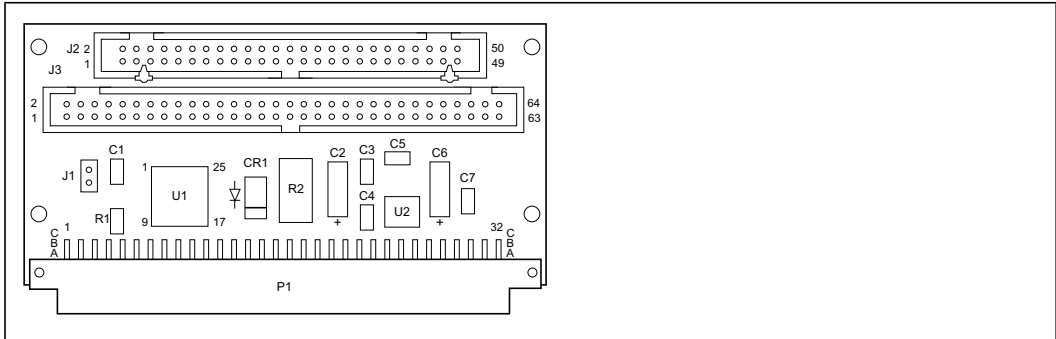 J2 2 50
1 49
J3
2 64
1 63
C1 C2 C3 C5 C6
J1 1 25 CR1 R2 C7
U1 C4 U2
R1 9 17 + +
C 1 32 C
B B
A A
P1